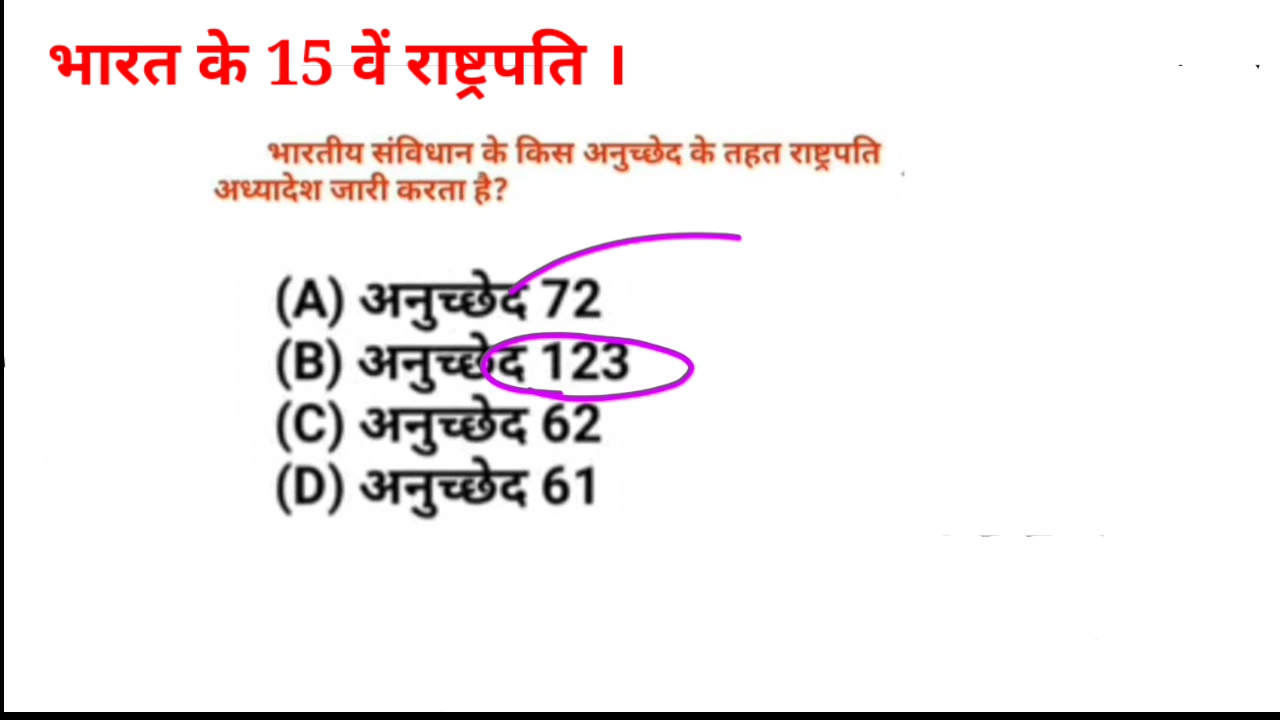 भारत के 15 वें राष्ट्रपति ।
भारतीय संविधान के किस अनुच्छेद के तहत राष्ट्रपति
अध्यादेश जारी करता है?
(A) अनुच्छेद 72
(B) अनुच्छेद 123
(C) अनुच्छेद 62
(D) अनुच्छेद 61